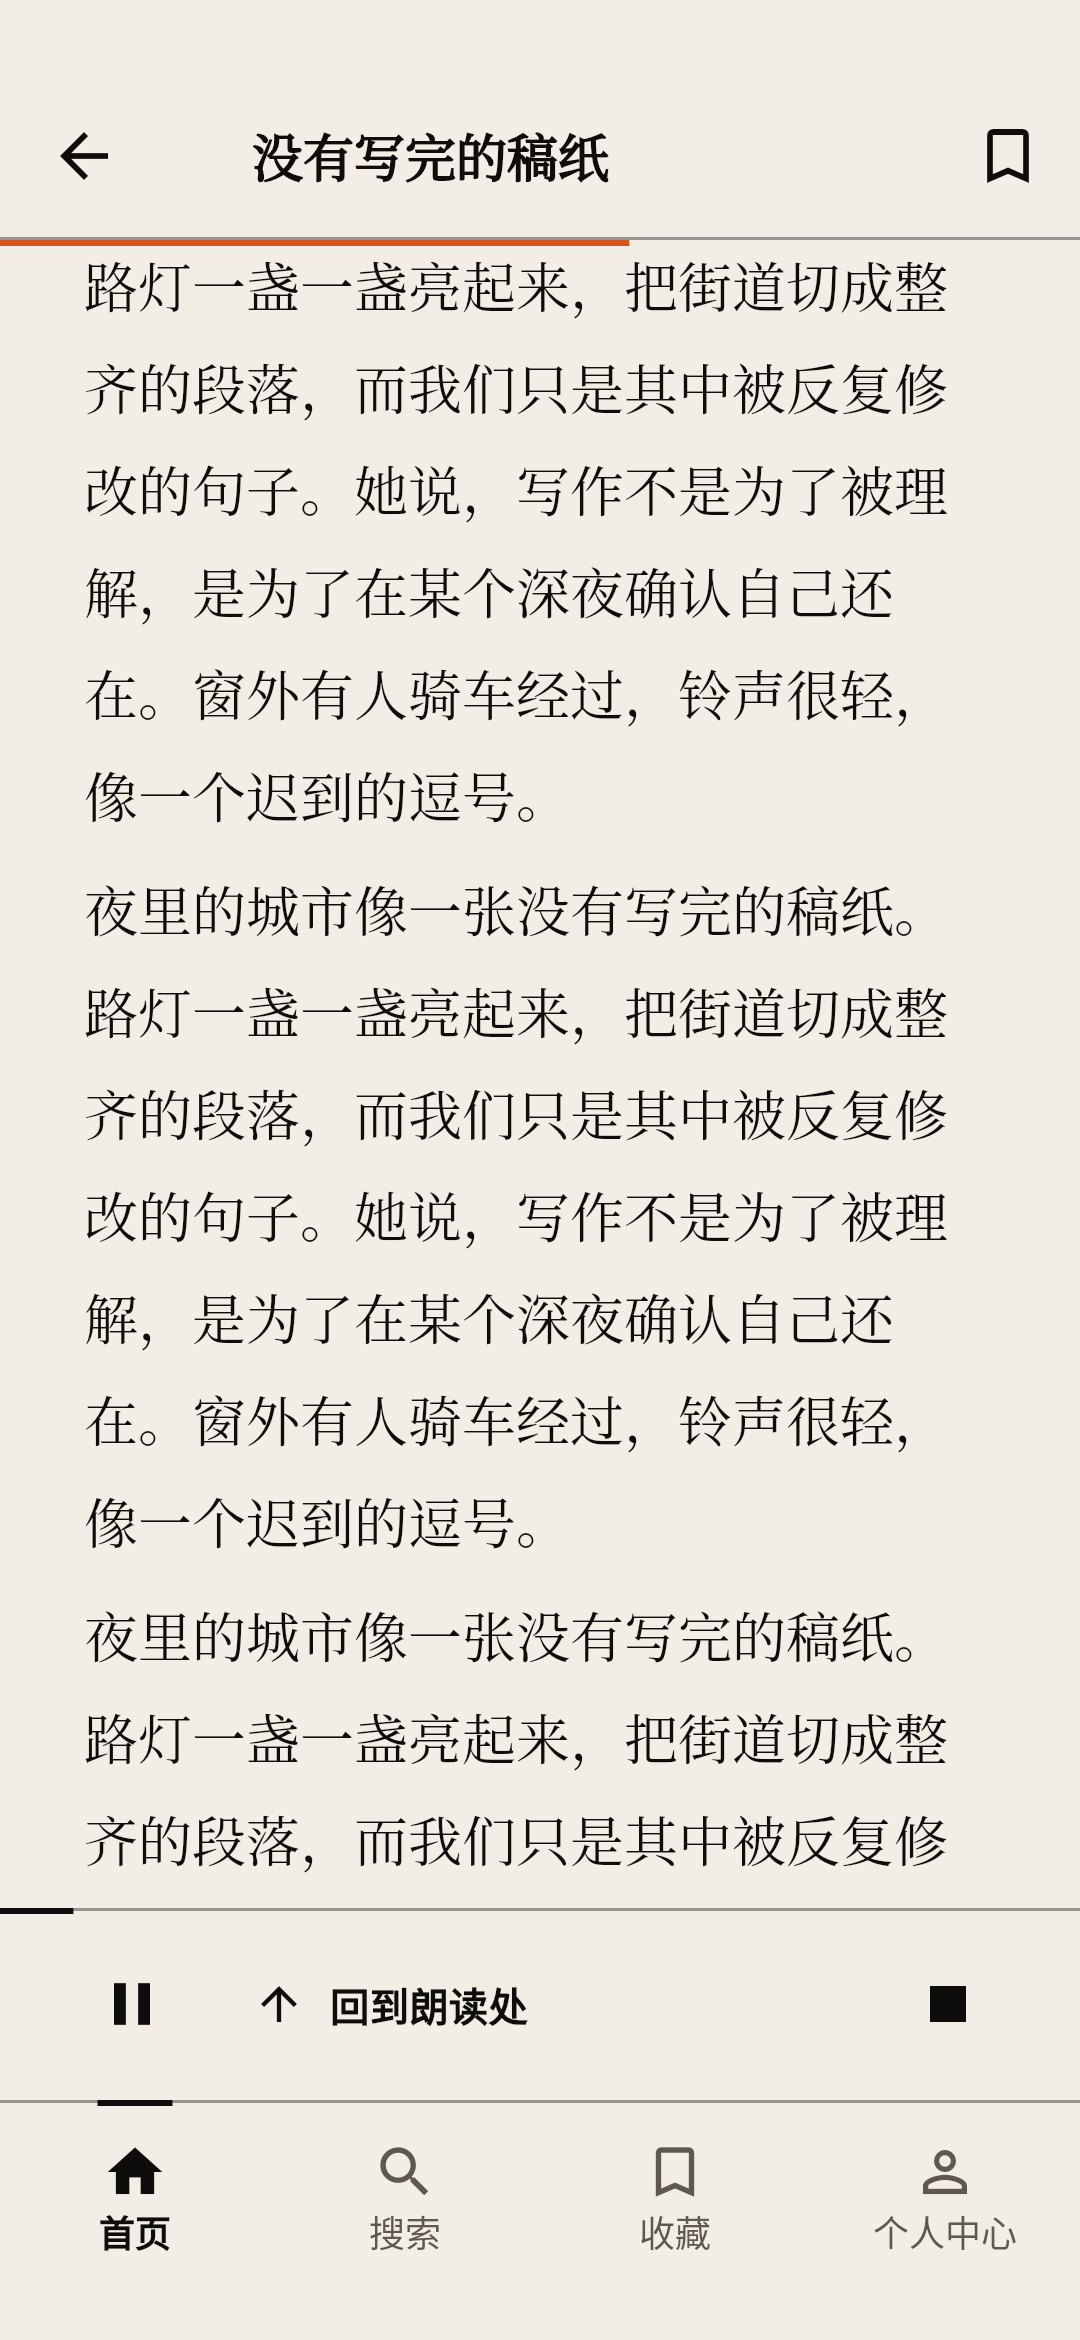 没有写完的稿纸
路灯一盏一盏亮起来，把街道切成整
齐的段落，而我们只是其中被反复修
改的句子。她说，写作不是为了被理
解，是为了在某个深夜确认自己还
在。窗外有人骑车经过，铃声很轻，
像一个迟到的逗号。
夜里的城市像一张没有写完的稿纸。
路灯一盏一盏亮起来，把街道切成整
齐的段落，而我们只是其中被反复修
改的句子。她说，写作不是为了被理
解，是为了在某个深夜确认自己还
在。窗外有人骑车经过，铃声很轻，
像一个迟到的逗号。
夜里的城市像一张没有写完的稿纸。
路灯一盏一盏亮起来，把街道切成整
齐的段落，而我们只是其中被反复修
回到朗读处
首页
搜索
收藏
个人中心